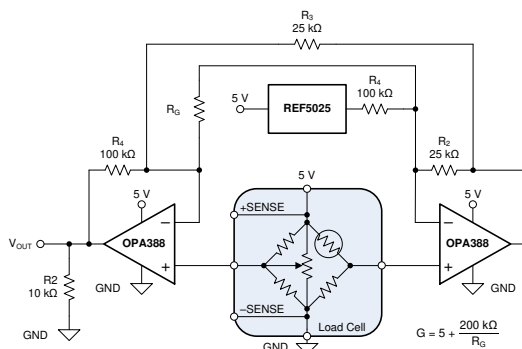 R3
25 kΩ
5 V
REF5025
R4
100 kΩ
RG
R4
100 kΩ
R2
25 kΩ
5 V
5 V
5 V
+SENSE
OPA388
OPA388
VOUT
R2
10 kΩ
GND
GND
GND
–SENSE
Load Cell
GND
G = 5 + 200 kΩ / RG